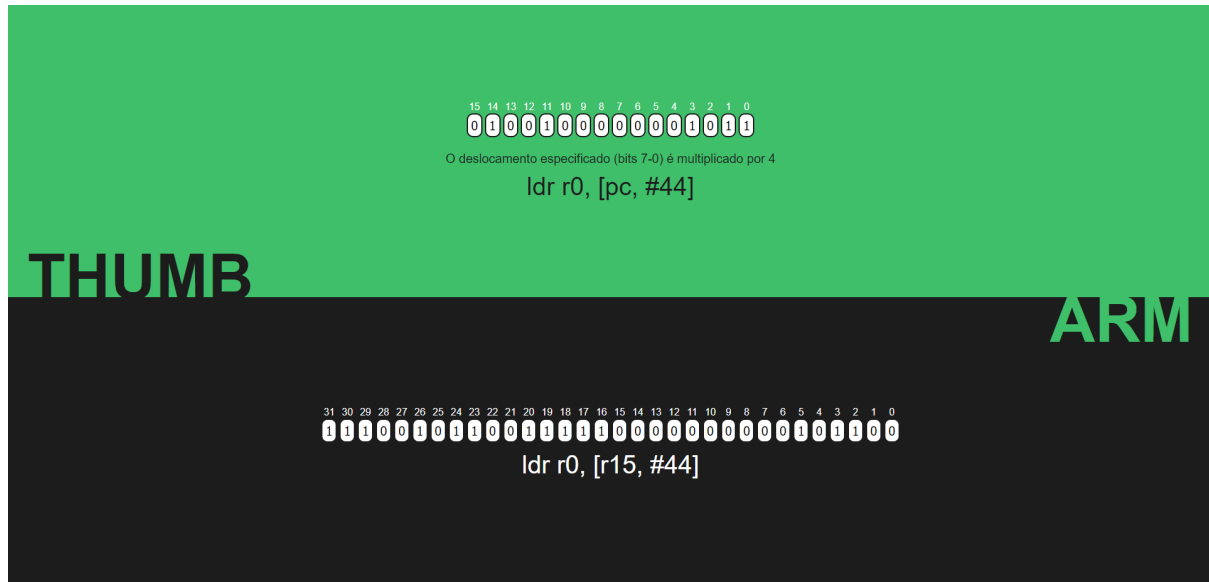 15 14 13 12 11 10 9 8 7 6 5 4 3 2 1 0
0 1 0 0 1 0 0 0 0 0 0 0 1 0 1 1
O deslocamento especificado (bits 7-0) é multiplicado por 4
ldr r0, [pc, #44]
THUMB
ARM
31 30 29 28 27 26 25 24 23 22 21 20 19 18 17 16 15 14 13 12 11 10 9 8 7 6 5 4 3 2 1 0
1 1 1 0 0 1 0 1 1 0 0 1 1 1 1 1 0 0 0 0 0 0 0 0 0 0 1 0 1 1 0 0
ldr r0, [r15, #44]